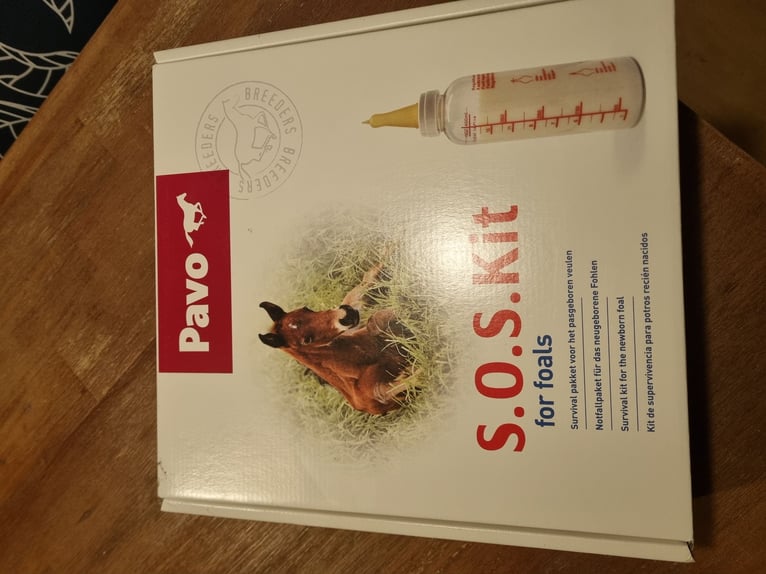 BREEDERS BREEDERS BREEDERS
Pavo
S.O.S.Kit
for foals
Survival pakket voor het pasgeboren veulen
Notfallpaket für das neugeborene Fohlen
Survival kit for the newborn foal
Kit de supervivencia para potros recién nacidos